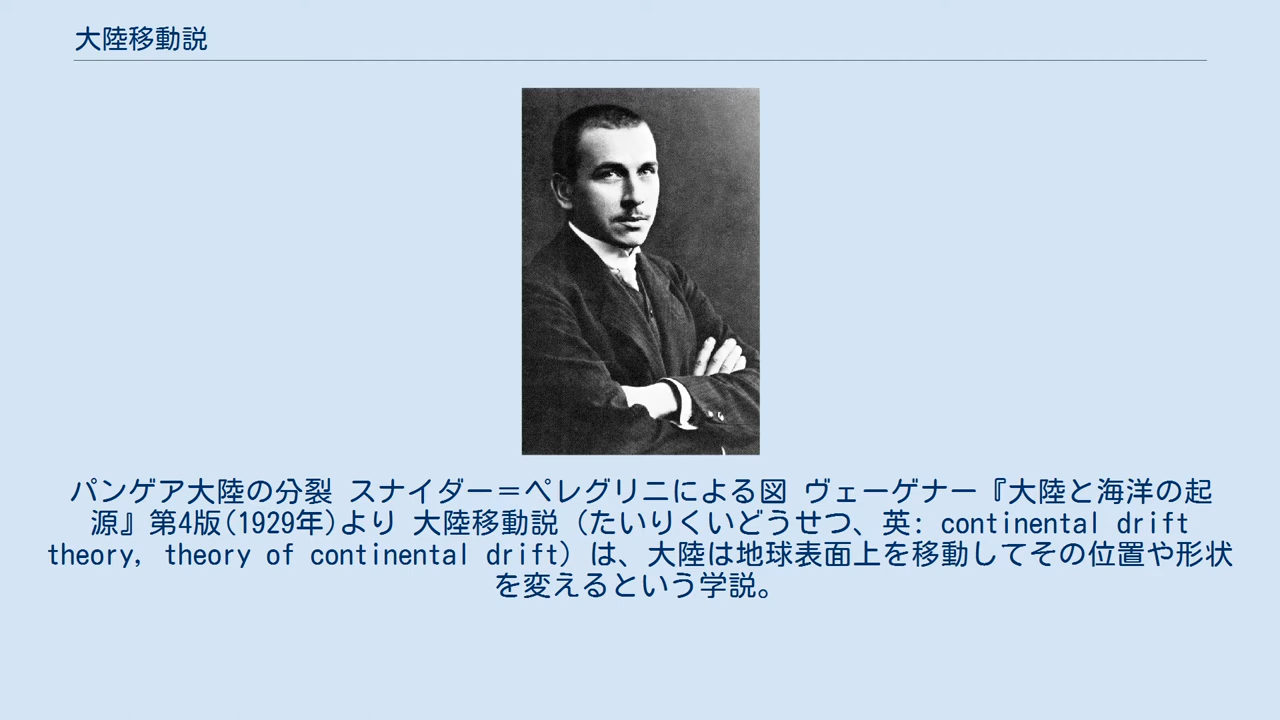 大陸移動説
パンゲア大陸の分裂 スナイダー＝ペレグリニによる図 ヴェーゲナー『大陸と海洋の起
源』第4版(1929年)より 大陸移動説（たいりくいどうせつ、英: continental drift
theory, theory of continental drift）は、大陸は地球表面上を移動してその位置や形状
を変えるという学説。